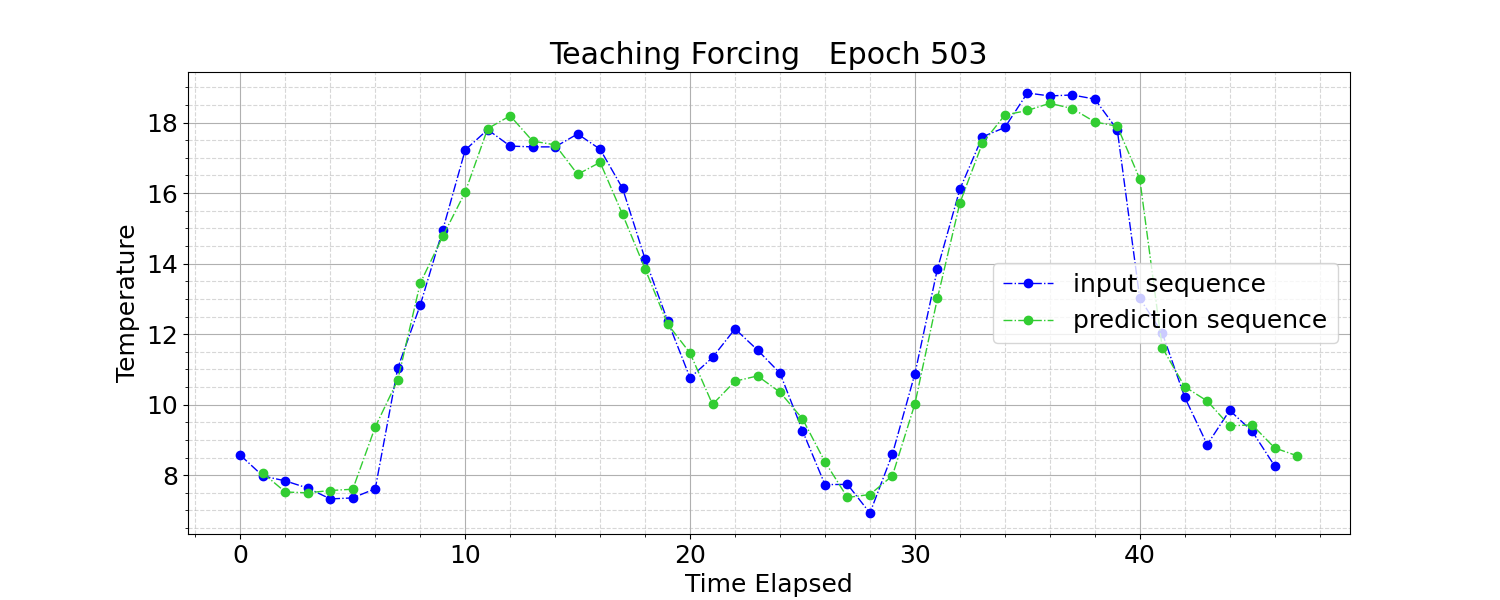 Teaching Forcing   Epoch 503
18
16
14
12
10
8
Temperature
input sequence
prediction sequence
0 10 20 30 40
Time Elapsed